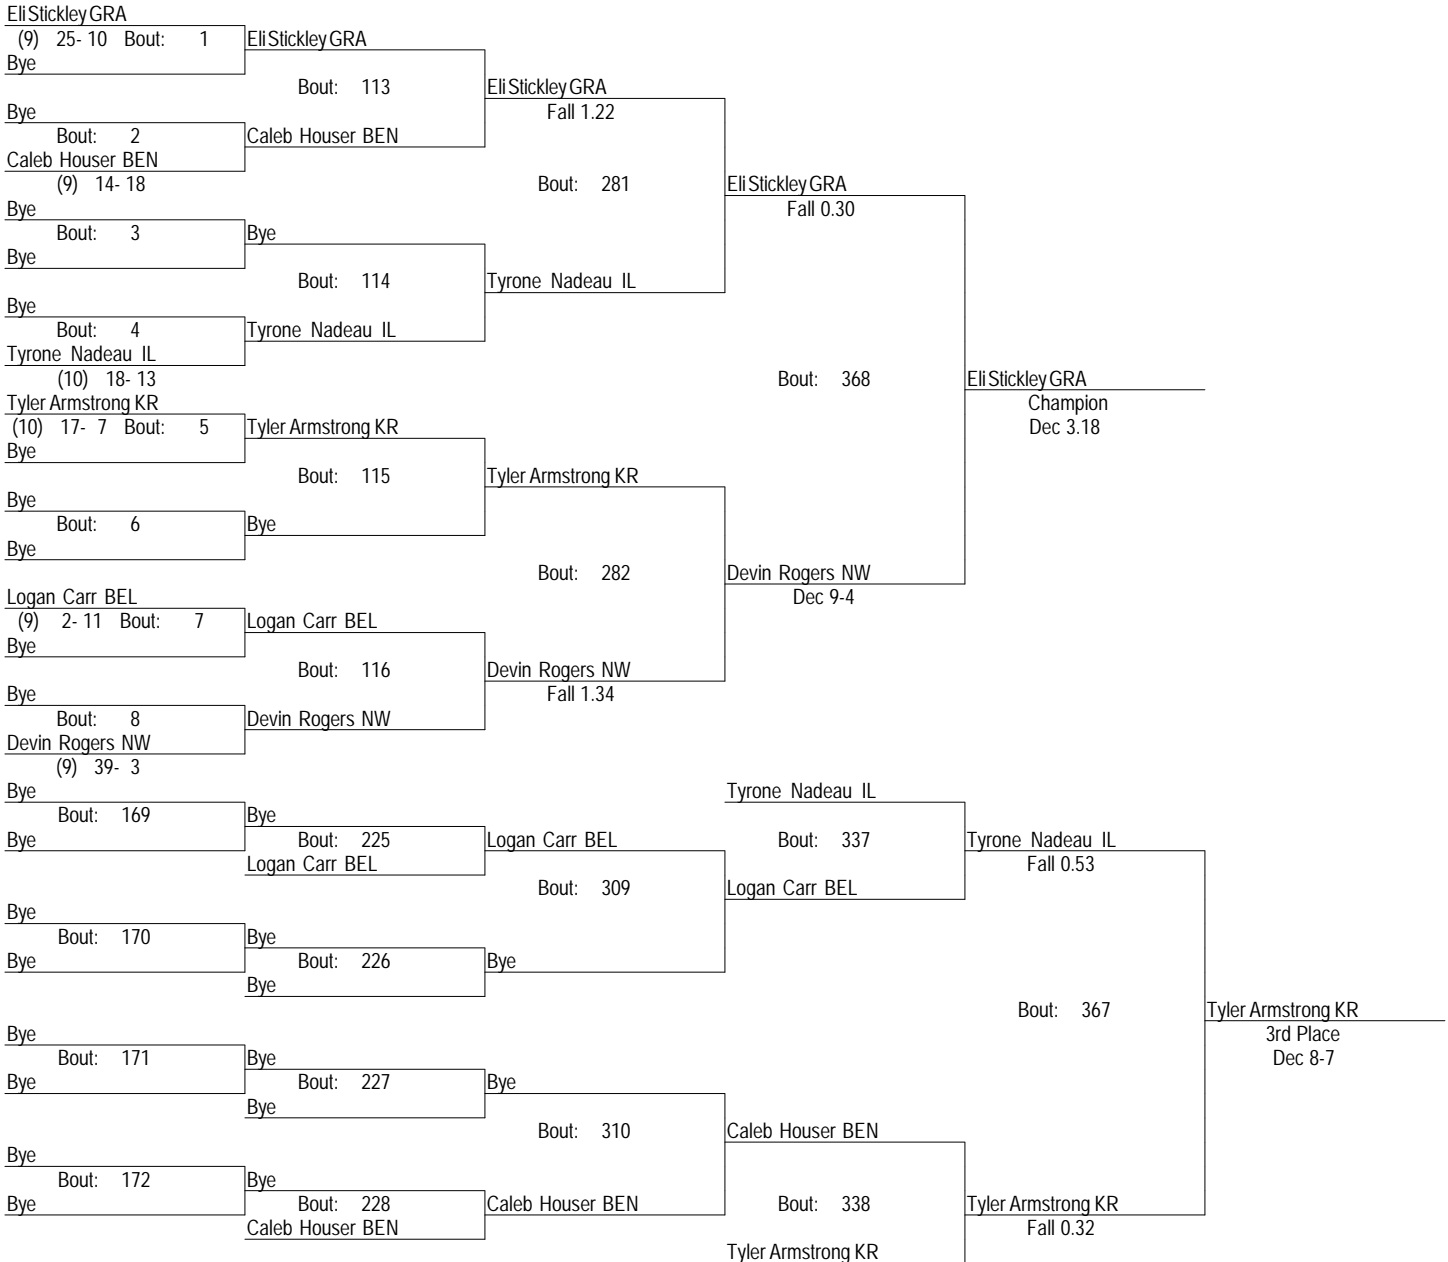 Eli Stickley GRA
(9) 25- 10 Bout: 1 Eli Stickley GRA
Bye
Bout: 113 Eli Stickley GRA
Bye Fall 1.22
Bout: 2 Caleb Houser BEN
Caleb Houser BEN
(9) 14- 18 Bout: 281 Eli Stickley GRA
Bye Fall 0.30
Bout: 3 Bye
Bye
Bout: 114 Tyrone Nadeau IL
Bye
Bout: 4 Tyrone Nadeau IL
Tyrone Nadeau IL
(10) 18- 13 Bout: 368 Eli Stickley GRA
Tyler Armstrong KR Champion
(10) 17- 7 Bout: 5 Tyler Armstrong KR Dec 3.18
Bye
Bout: 115 Tyler Armstrong KR
Bye
Bout: 6 Bye
Bye
Bout: 282 Devin Rogers NW
Logan Carr BEL Dec 9-4
(9) 2- 11 Bout: 7 Logan Carr BEL
Bye
Bout: 116 Devin Rogers NW
Bye Fall 1.34
Bout: 8 Devin Rogers NW
Devin Rogers NW
(9) 39- 3
Bye Tyrone Nadeau IL
Bout: 169 Bye
Bye Bout: 225 Logan Carr BEL Bout: 337 Tyrone Nadeau IL
Logan Carr BEL Fall 0.53
Bout: 309 Logan Carr BEL
Bye
Bout: 170 Bye
Bye Bout: 226 Bye
Bye
Bout: 367 Tyler Armstrong KR
Bye 3rd Place
Bout: 171 Bye Dec 8-7
Bye Bout: 227 Bye
Bye
Bout: 310 Caleb Houser BEN
Bye
Bout: 172 Bye
Bye Bout: 228 Caleb Houser BEN Bout: 338 Tyler Armstrong KR
Caleb Houser BEN Fall 0.32
Tyler Armstrong KR